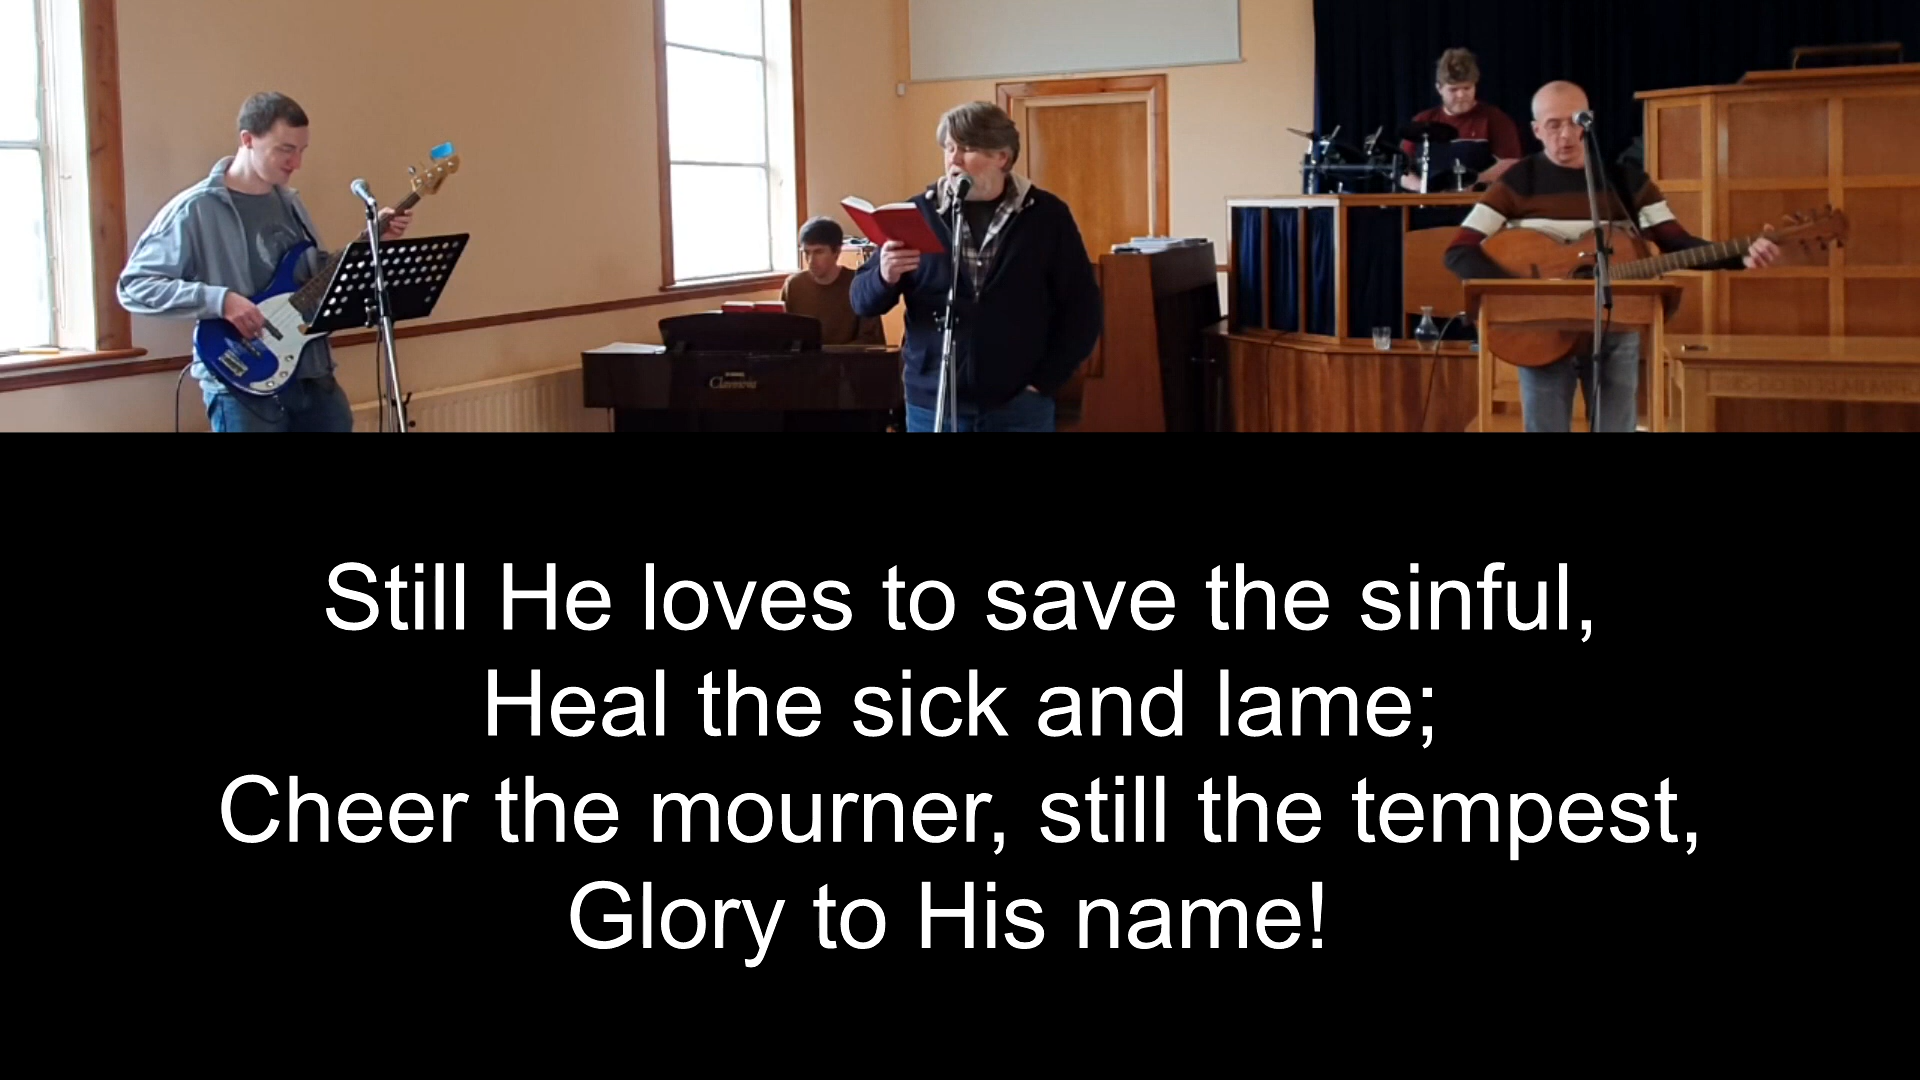 Still He loves to save the sinful,
Heal the sick and lame;
Cheer the mourner, still the tempest,
Glory to His name!
Clavinova